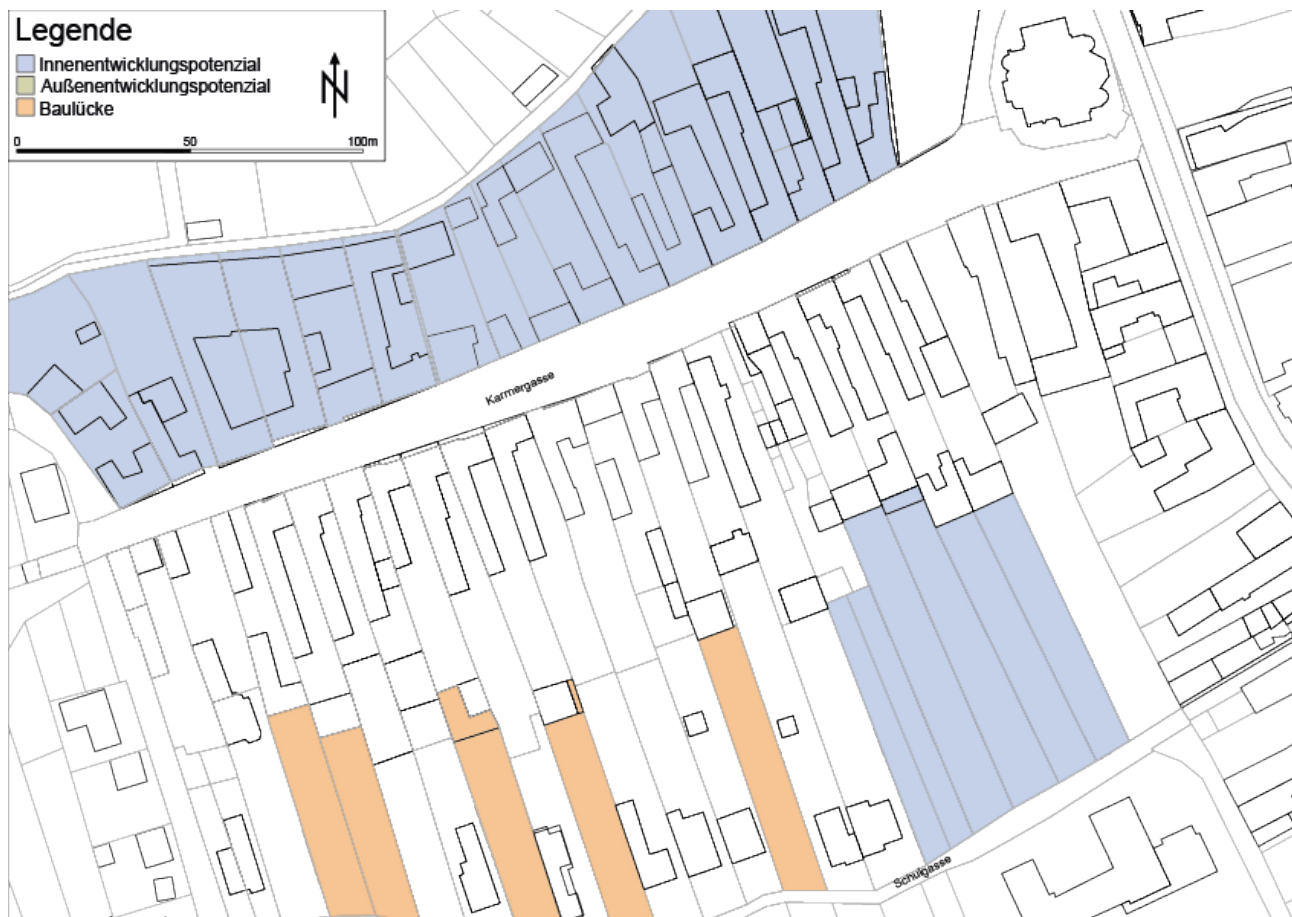 Legende
Innenentwicklungspotenzial
Außenentwicklungspotenzial
Baulücke
N
0 50 100m
Karmergasse
Schulgasse